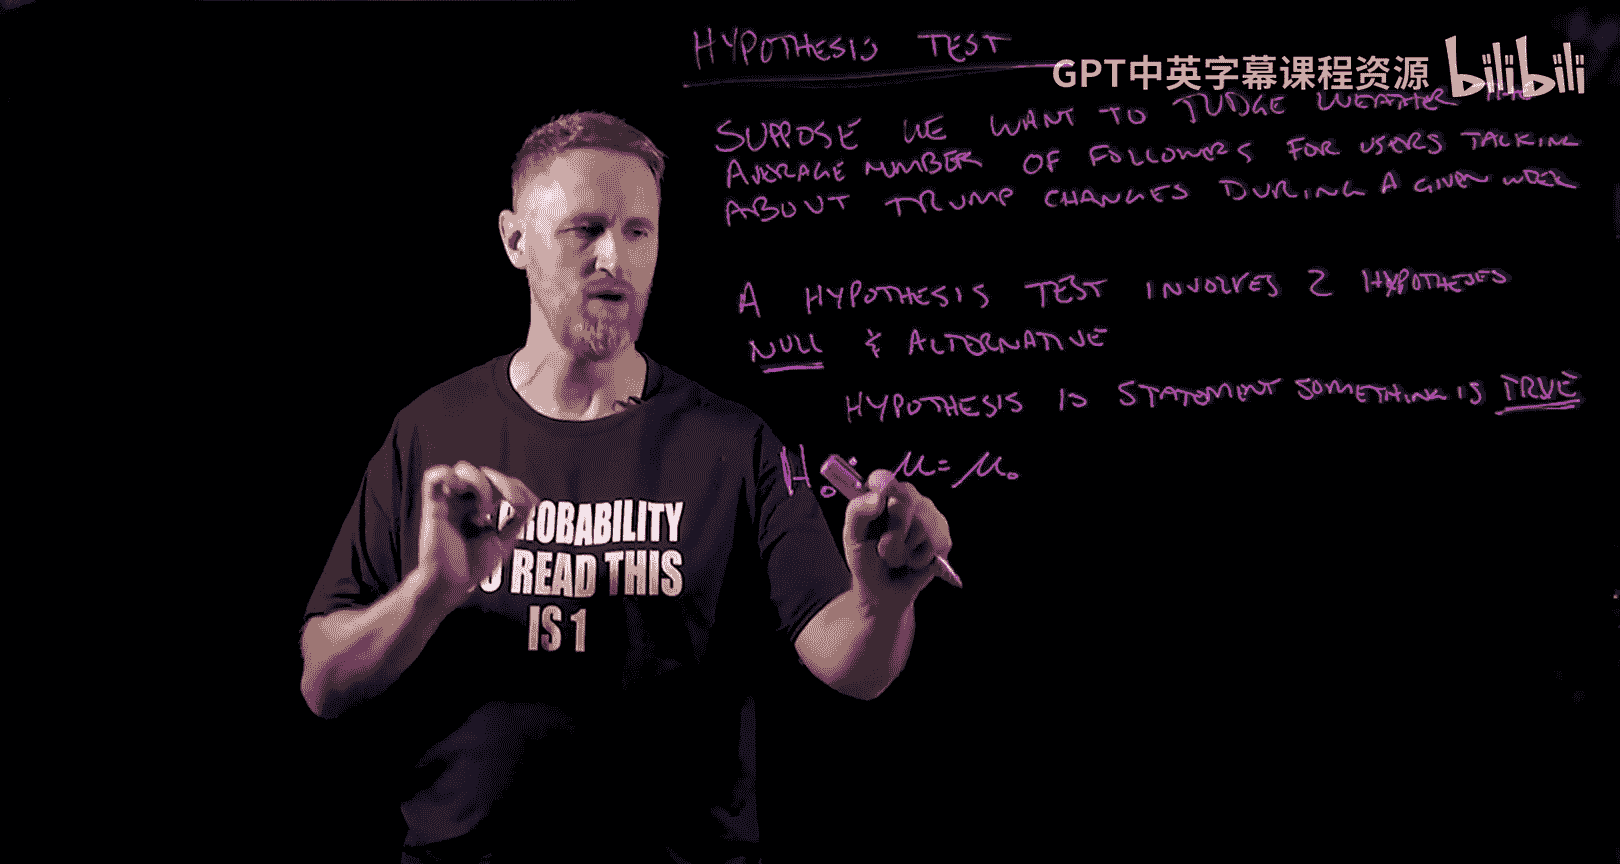 HYPOTHESIS TEST
GPT中英字幕课程资源 bilibili
SUPPOSE WE WANT TO JUDGE WEATHER THE
AVERAGE NUMBER OF FOLLOWERS FOR USERS TALKING
ABOUT TRUMP CHANGES DURING A GIVEN WEEK
A HYPOTHESIS TEST INVOLVES 2 HYPOTHESES
NULL & ALTERNATIVE
HYPOTHESIS IS STATEMENT SOMETHING IS TRUE
H₀: μ = μ₀
PROBABILITY
READ THIS
IS 1